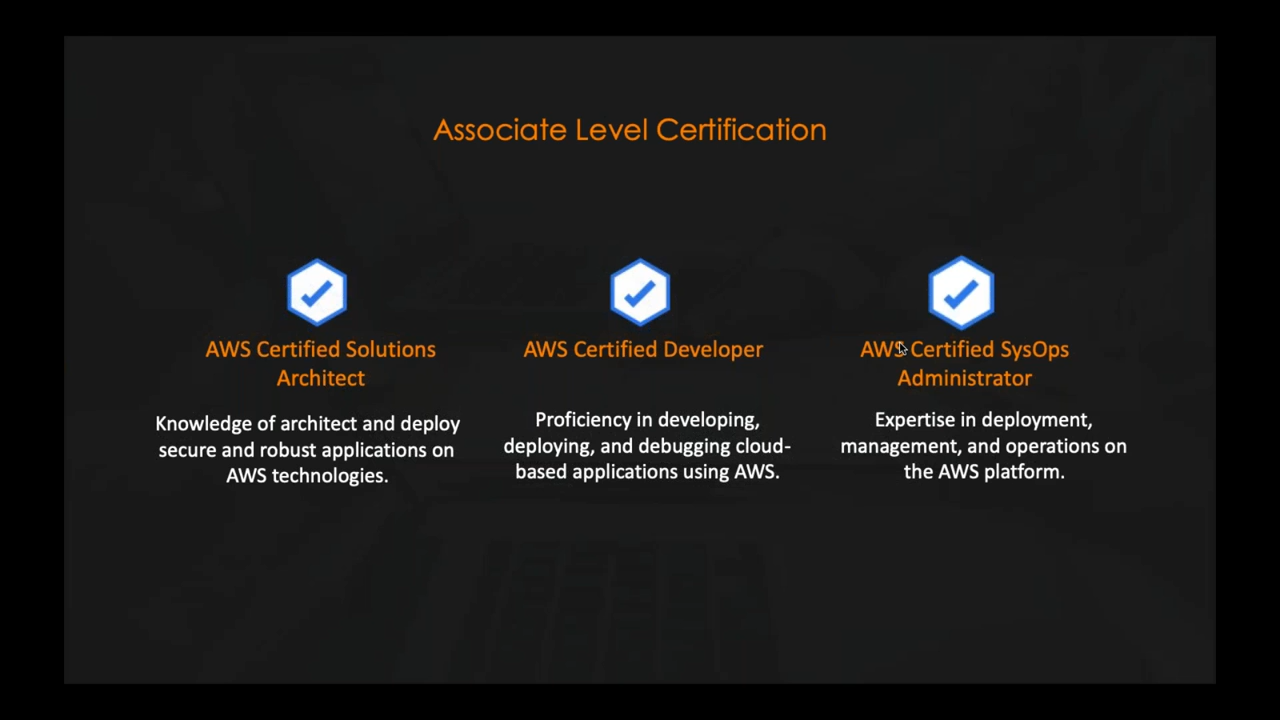 Associate Level Certification
AWS Certified Solutions
Architect
Knowledge of architect and deploy
secure and robust applications on
AWS technologies.
AWS Certified Developer
Proficiency in developing,
deploying, and debugging cloud-
based applications using AWS.
AWS Certified SysOps
Administrator
Expertise in deployment,
management, and operations on
the AWS platform.